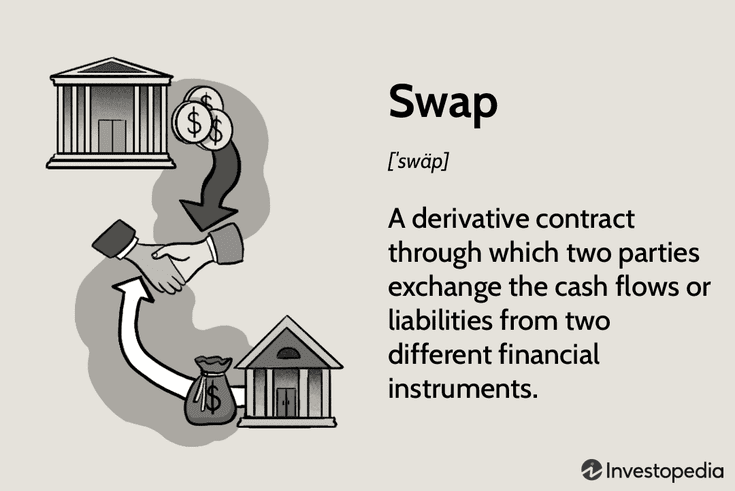 $
$
$
Swap
['swäp]
A derivative contract
through which two parties
exchange the cash flows or
liabilities from two
different financial
instruments.
$
Investopedia